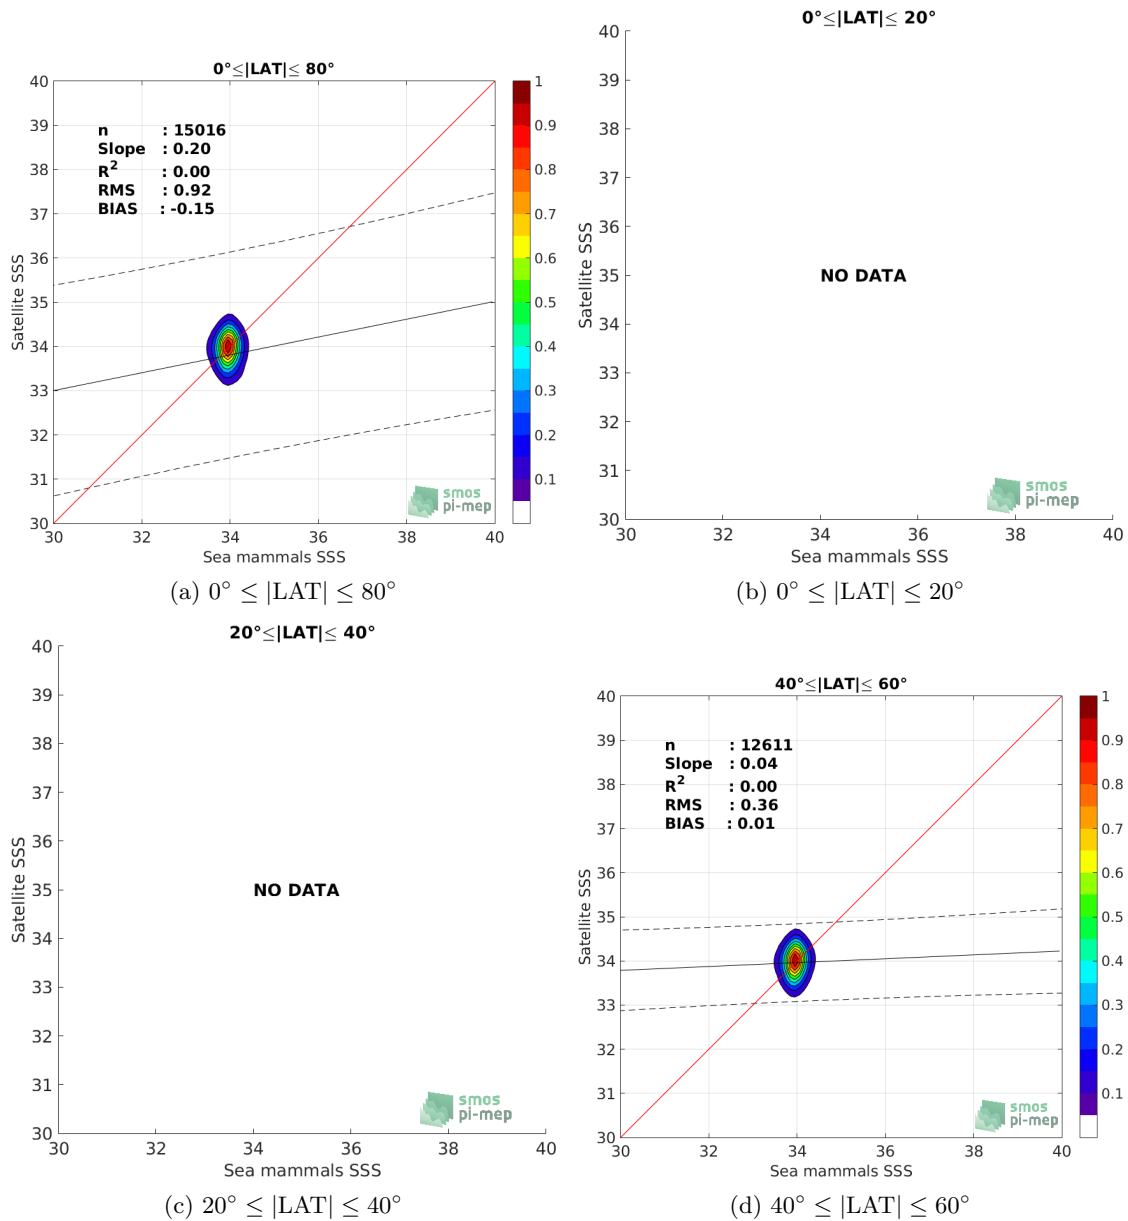 0°≤|LAT|≤ 80°
40
39
38
37
36
35
34
33
32
31
30
30
32
34
36
38
40
n : 15016
Slope : 0.20
R2 : 0.00
RMS : 0.92
BIAS : -0.15
1
0.9
0.8
0.7
0.6
0.5
0.4
0.3
0.2
0.1
Satellite SSS
smos
pi-mep
Sea mammals SSS
(a) 0° ≤ |LAT| ≤ 80°
0°≤|LAT|≤ 20°
40
39
38
37
36
35
34
33
32
31
30
30
32
34
36
38
40
Satellite SSS
NO DATA
smos
pi-mep
Sea mammals SSS
(b) 0° ≤ |LAT| ≤ 20°
20°≤|LAT|≤ 40°
40
39
38
37
36
35
34
33
32
31
30
30
32
34
36
38
40
Satellite SSS
NO DATA
smos
pi-mep
Sea mammals SSS
(c) 20° ≤ |LAT| ≤ 40°
40°≤|LAT|≤ 60°
40
39
38
37
36
35
34
33
32
31
30
30
32
34
36
38
40
n : 12611
Slope : 0.04
R2 : 0.00
RMS : 0.36
BIAS : 0.01
1
0.9
0.8
0.7
0.6
0.5
0.4
0.3
0.2
0.1
Satellite SSS
smos
pi-mep
Sea mammals SSS
(d) 40° ≤ |LAT| ≤ 60°